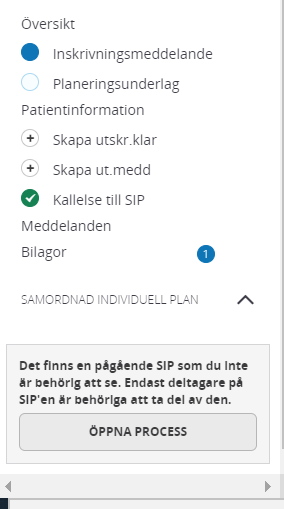 Översikt
Inskrivningsmeddelande
Planeringsunderlag
Patientinformation
Skapa utskr.klar
Skapa ut.medd
Kallelse till SIP
Meddelanden
Bilagor 1
SAMORDNAD INDIVIDUELL PLAN
Det finns en pågående SIP som du inte
är behörig att se. Endast deltagare på
SIP'en är behöriga att ta del av den.
ÖPPNA PROCESS